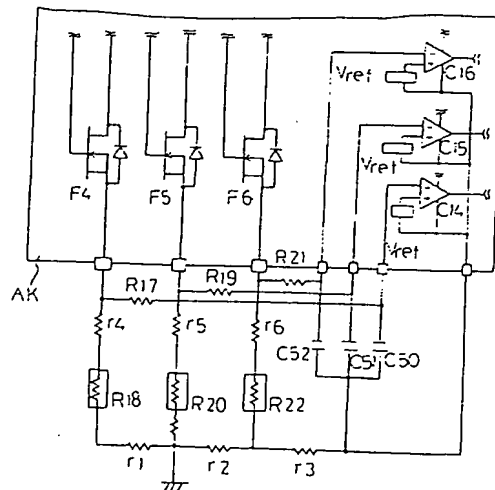 Vref
C16
Vref
C15
Vref
C14
F4
F5
F6
R21
AK
R17
R19
r4
r5
r6
C52
C51
C50
R18
R20
R22
r1
r2
r3